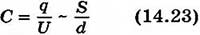 C = q/U ~ S/d (14.23)